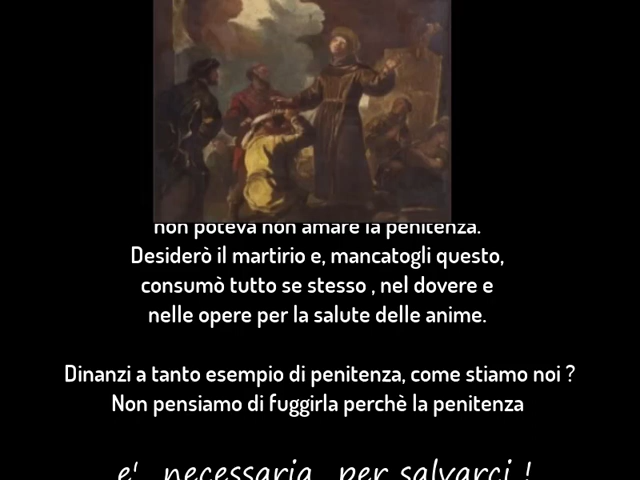 non poteva non amare la penitenza.
Desiderò il martirio e, mancatogli questo,
consumò tutto se stesso , nel dovere e
nelle opere per la salute delle anime.
Dinanzi a tanto esempio di penitenza, come stiamo noi ?
Non pensiamo di fuggirla perchè la penitenza
e' necessaria per salvarci !